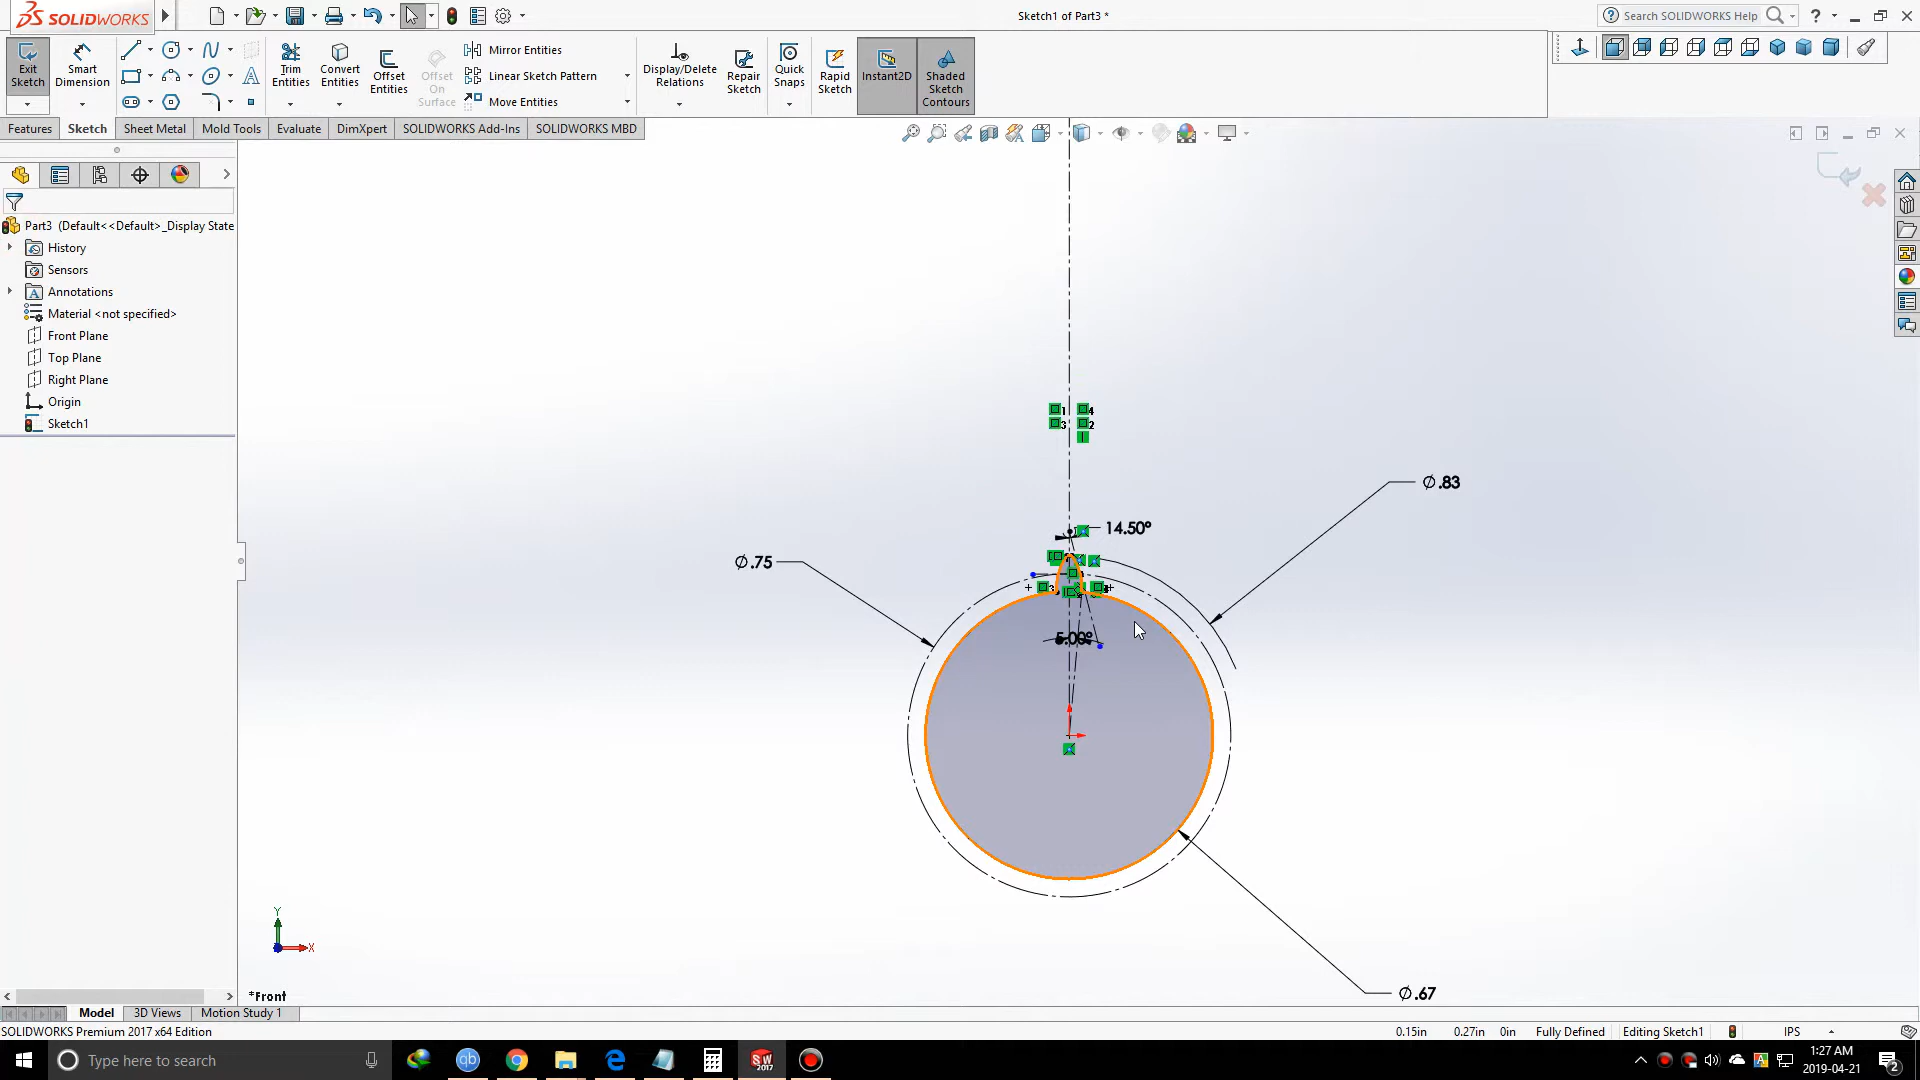 SOLIDWORKS
Sketch1 of Part3 *
Search SOLIDWORKS Help
Exit Sketch
Smart Dimension
Trim Entities
Convert Entities
Offset Entities
Offset On Surface
Mirror Entities
Linear Sketch Pattern
Move Entities
Display/Delete Relations
Repair Sketch
Quick Snaps
Rapid Sketch
Instant2D
Shaded Sketch Contours
Features
Sketch
Sheet Metal
Mold Tools
Evaluate
DimXpert
SOLIDWORKS Add-Ins
SOLIDWORKS MBD
Part3 (Default<<Default>_Display State
History
Sensors
Annotations
Material <not specified>
Front Plane
Top Plane
Right Plane
Origin
Sketch1
1 4
3 2
Ø.83
14.50°
Ø.75
5.00°
Ø.67
Y
X
*Front
Model
3D Views
Motion Study 1
SOLIDWORKS Premium 2017 x64 Edition
0.15in
0.27in
0in
Fully Defined
Editing Sketch1
IPS
Type here to search
1:27 AM
2019-04-21
2